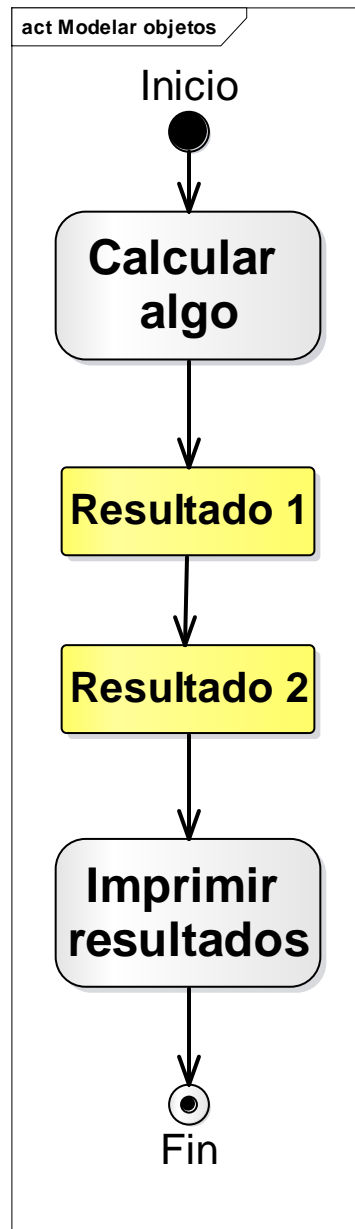 act Modelar objetos
Inicio
Calcular
algo
Resultado 1
Resultado 2
Imprimir
resultados
Fin